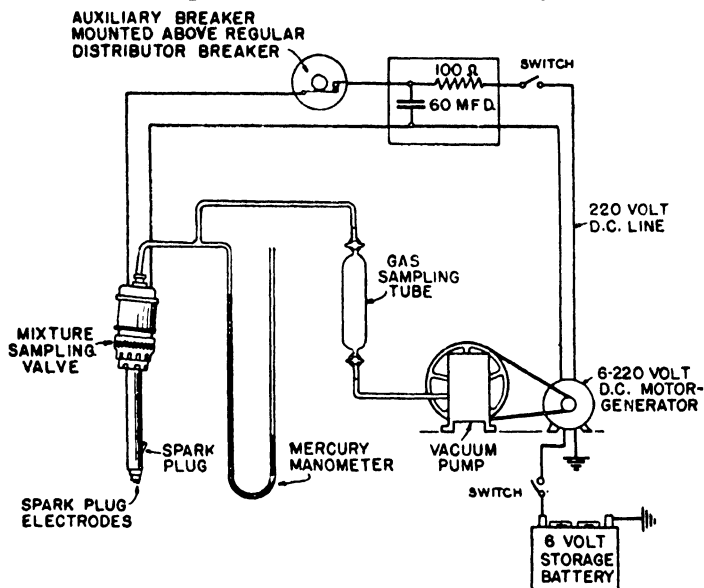 AUXILIARY BREAKER
MOUNTED ABOVE REGULAR
DISTRIBUTOR BREAKER
100 Ω
SWITCH
60 MFD.
220 VOLT
D.C. LINE
GAS
SAMPLING
TUBE
MIXTURE
SAMPLING
VALVE
6-220 VOLT
D.C. MOTOR-
GENERATOR
SPARK
PLUG
MERCURY
MANOMETER
VACUUM
PUMP
SPARK PLUG
ELECTRODES
SWITCH
6 VOLT
STORAGE
BATTERY